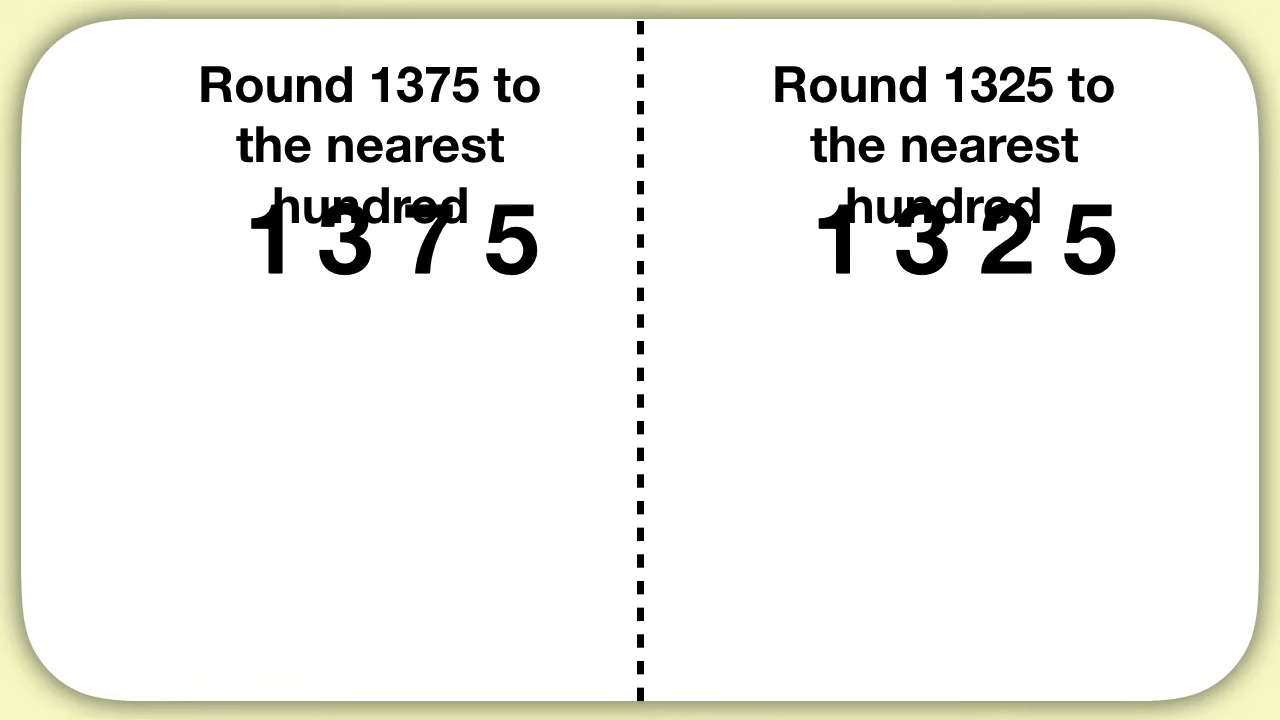 Round 1375 to
the nearest
hundred
1 3 7 5
Round 1325 to
the nearest
hundred
1 3 2 5